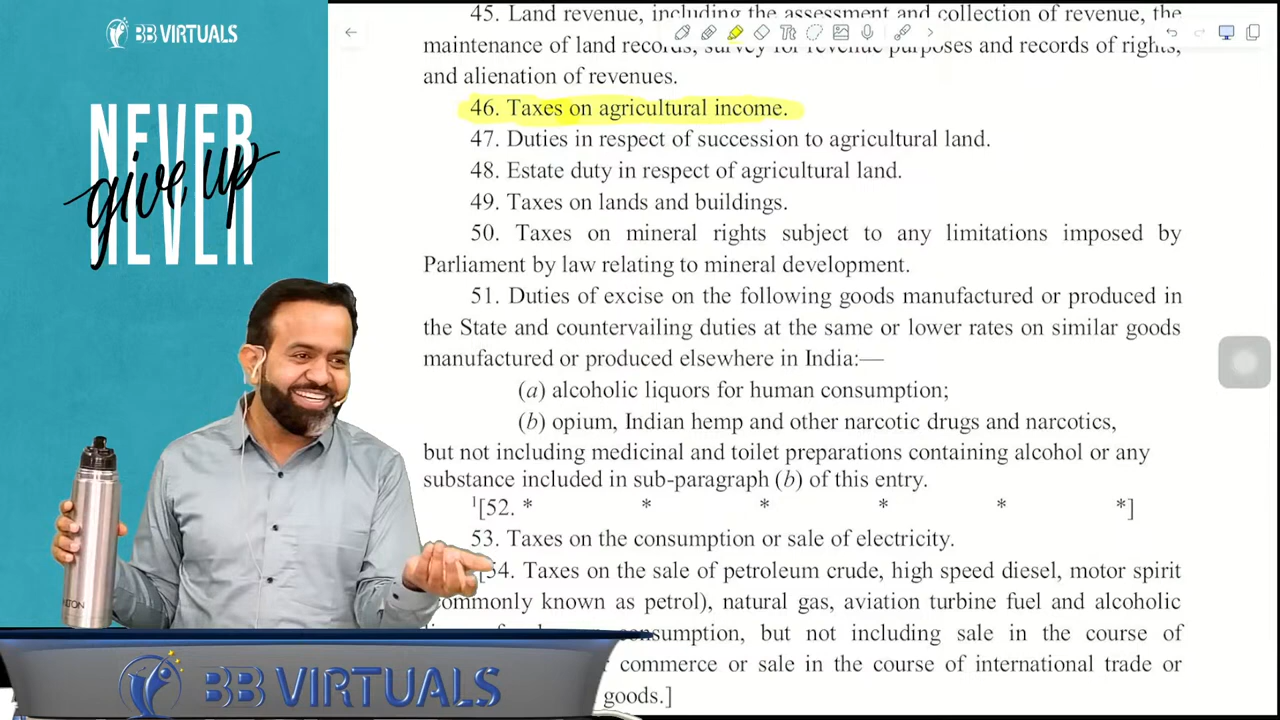 BB VIRTUALS
NEVER
give up
NEVER
45. Land revenue, including the assessment and collection of revenue, the
maintenance of land records, survey for revenue purposes and records of rights,
and alienation of revenues.
46. Taxes on agricultural income.
47. Duties in respect of succession to agricultural land.
48. Estate duty in respect of agricultural land.
49. Taxes on lands and buildings.
50. Taxes on mineral rights subject to any limitations imposed by
Parliament by law relating to mineral development.
51. Duties of excise on the following goods manufactured or produced in
the State and countervailing duties at the same or lower rates on similar goods
manufactured or produced elsewhere in India:—
(a) alcoholic liquors for human consumption;
(b) opium, Indian hemp and other narcotic drugs and narcotics,
but not including medicinal and toilet preparations containing alcohol or any
substance included in sub-paragraph (b) of this entry.
1[52. * * * * * *]
53. Taxes on the consumption or sale of electricity.
[54. Taxes on the sale of petroleum crude, high speed diesel, motor spirit
commonly known as petrol), natural gas, aviation turbine fuel and alcoholic
consumption, but not including sale in the course of
commerce or sale in the course of international trade or
goods.]
BB VIRTUALS